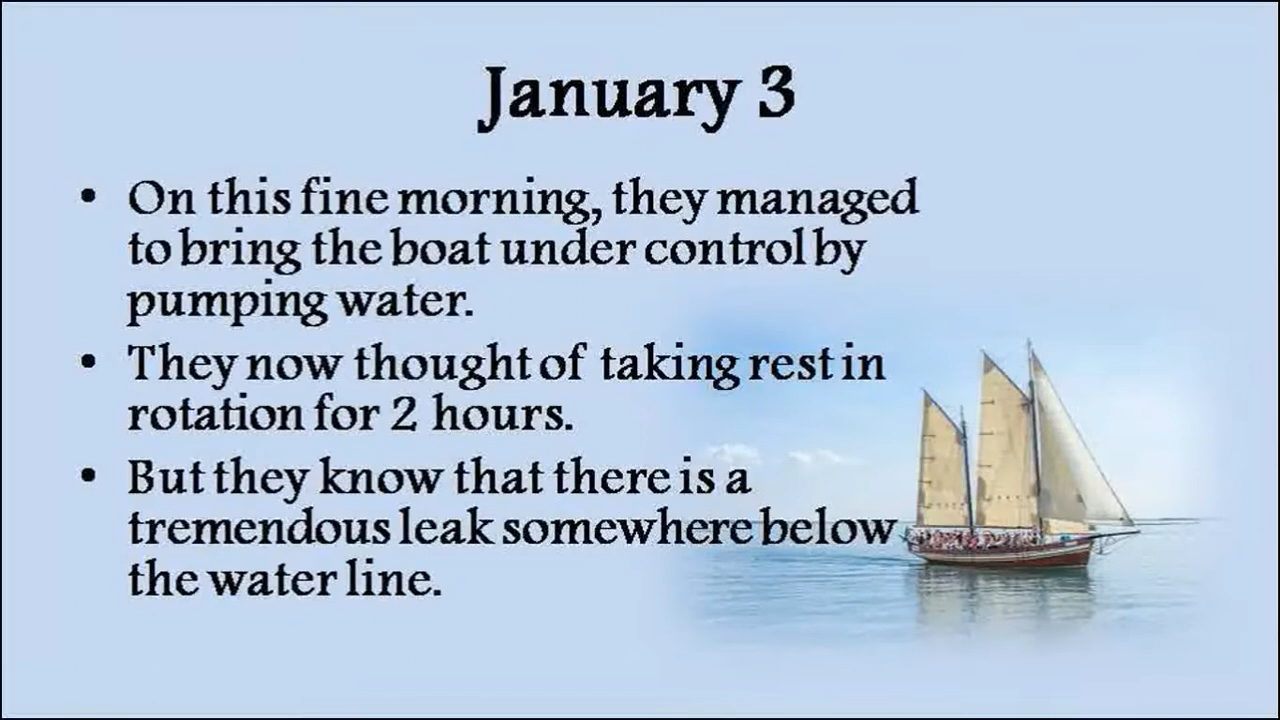 January 3
• On this fine morning, they managed
to bring the boat under control by
pumping water.
• They now thought of taking rest in
rotation for 2 hours.
• But they know that there is a
tremendous leak somewhere below
the water line.